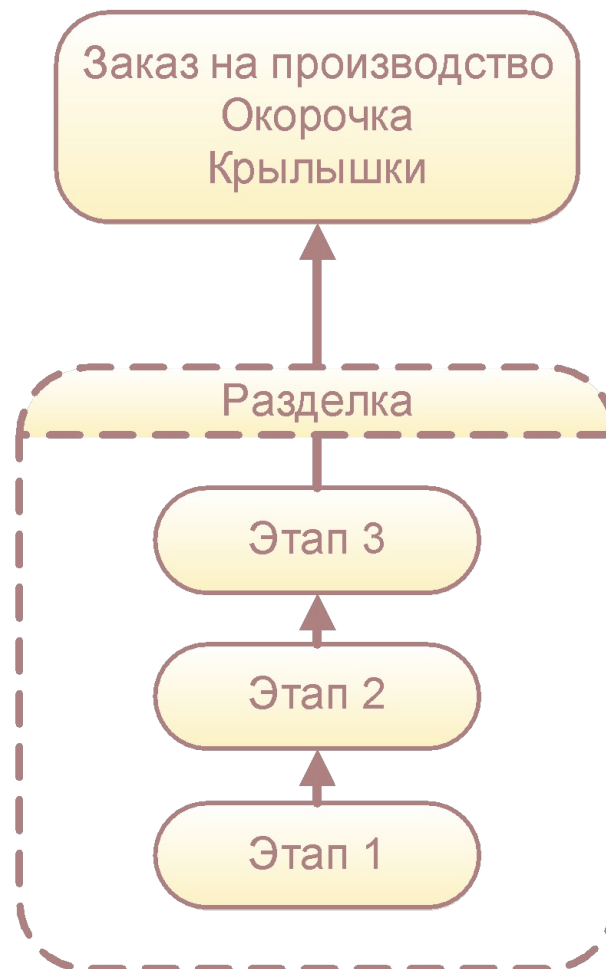 Заказ на производство
Окорочка
Крылышки
Разделка
Этап 3
Этап 2
Этап 1